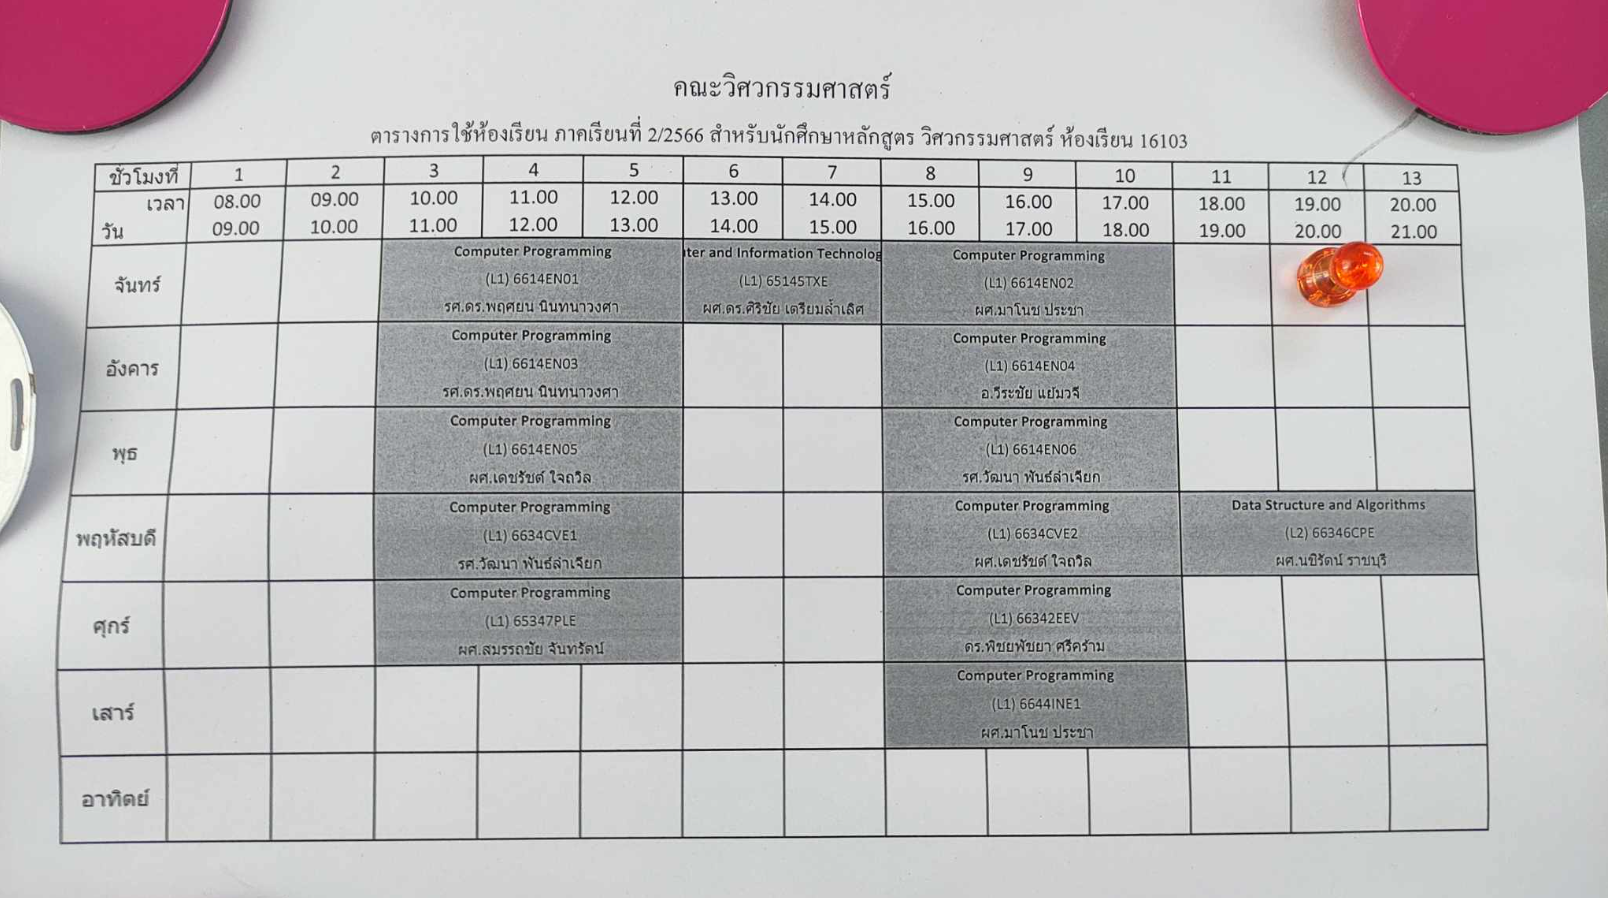 คณะวิศวกรรมศาสตร์
ตารางการใช้ห้องเรียน ภาคเรียนที่ 2/2566 สำหรับนักศึกษาหลักสูตร วิศวกรรมศาสตร์ ห้องเรียน 16103
ชั่วโมงที่ 1 2 3 4 5 6 7 8 9 10 11 12 13
เวลา 08.00 09.00 10.00 11.00 12.00 13.00 14.00 15.00 16.00 17.00 18.00 19.00 20.00
วัน 09.00 10.00 11.00 12.00 13.00 14.00 15.00 16.00 17.00 18.00 19.00 20.00 21.00
Computer Programming ter and Information Technolog Computer Programming
จันทร์ (L1) 6614EN01 (L1) 65145TXE (L1) 6614EN02
รศ.ดร.พฤศยน นินทนาวงศา ผศ.ดร.ศิริชัย เตรียมล้ำเลิศ ผศ.มาโนช ประชา
Computer Programming Computer Programming
อังคาร (L1) 6614EN03 (L1) 6614EN04
รศ.ดร.พฤศยน นินทนาวงศา อ.วีระชัย แย้มวจี
Computer Programming Computer Programming
พุธ (L1) 6614EN05 (L1) 6614EN06
ผศ.เดชรัชต์ ใจถวิล รศ.วัฒนา พันธ์ลำเจียก
Computer Programming Computer Programming Data Structure and Algorithms
พฤหัสบดี (L1) 6634CVE1 (L1) 6634CVE2 (L2) 66346CPE
รศ.วัฒนา พันธ์ลำเจียก ผศ.เดชรัชต์ ใจถวิล ผศ.นชิรัตน์ ราชบุรี
Computer Programming Computer Programming
ศุกร์ (L1) 65347PLE (L1) 66342EEV
ผศ.สมรรถชัย จันทรัตน์ ดร.พิชยพัชยา ศรีคร้าม
Computer Programming
เสาร์ (L1) 6644INE1
ผศ.มาโนช ประชา
อาทิตย์